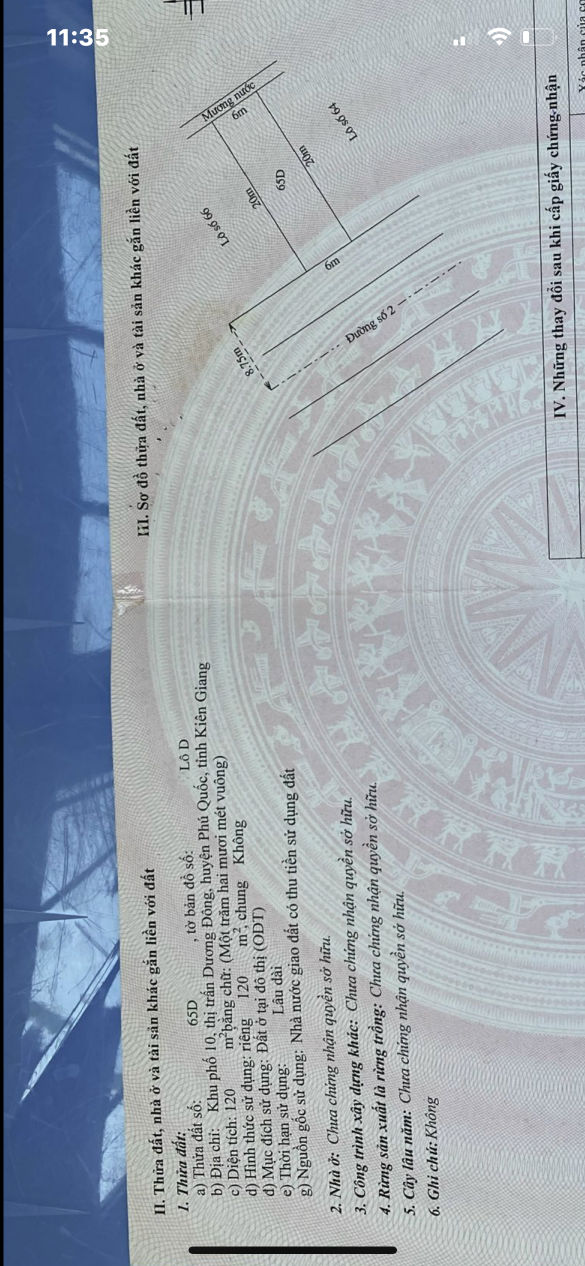 11:35
II. Thửa đất, nhà ở và tài sản khác gắn liền với đất
1. Thửa đất:
a) Thửa đất số: 65D , tờ bản đồ số: Lô D
b) Địa chỉ: Khu phố 10, thị trấn Dương Đông, huyện Phú Quốc, tỉnh Kiên Giang
c) Diện tích: 120 m² bằng chữ: (Một trăm hai mươi mét vuông)
d) Hình thức sử dụng: riêng 120 m², chung Không
đ) Mục đích sử dụng: Đất ở tại đô thị (ODT)
e) Thời hạn sử dụng: Lâu dài
g) Nguồn gốc sử dụng: Nhà nước giao đất có thu tiền sử dụng đất
2. Nhà ở: Chưa chứng nhận quyền sở hữu.
3. Công trình xây dựng khác: Chưa chứng nhận quyền sở hữu.
4. Rừng sản xuất là rừng trồng: Chưa chứng nhận quyền sở hữu.
5. Cây lâu năm: Chưa chứng nhận quyền sở hữu.
6. Ghi chú: Không
III. Sơ đồ thửa đất, nhà ở và tài sản khác gắn liền với đất
Mương nước
6m
Lô số 66
20m
65D
20m
Lô số 64
6m
8.75m
Đường số 2
IV. Những thay đổi sau khi cấp giấy chứng nhận
Xác nhận của cơ